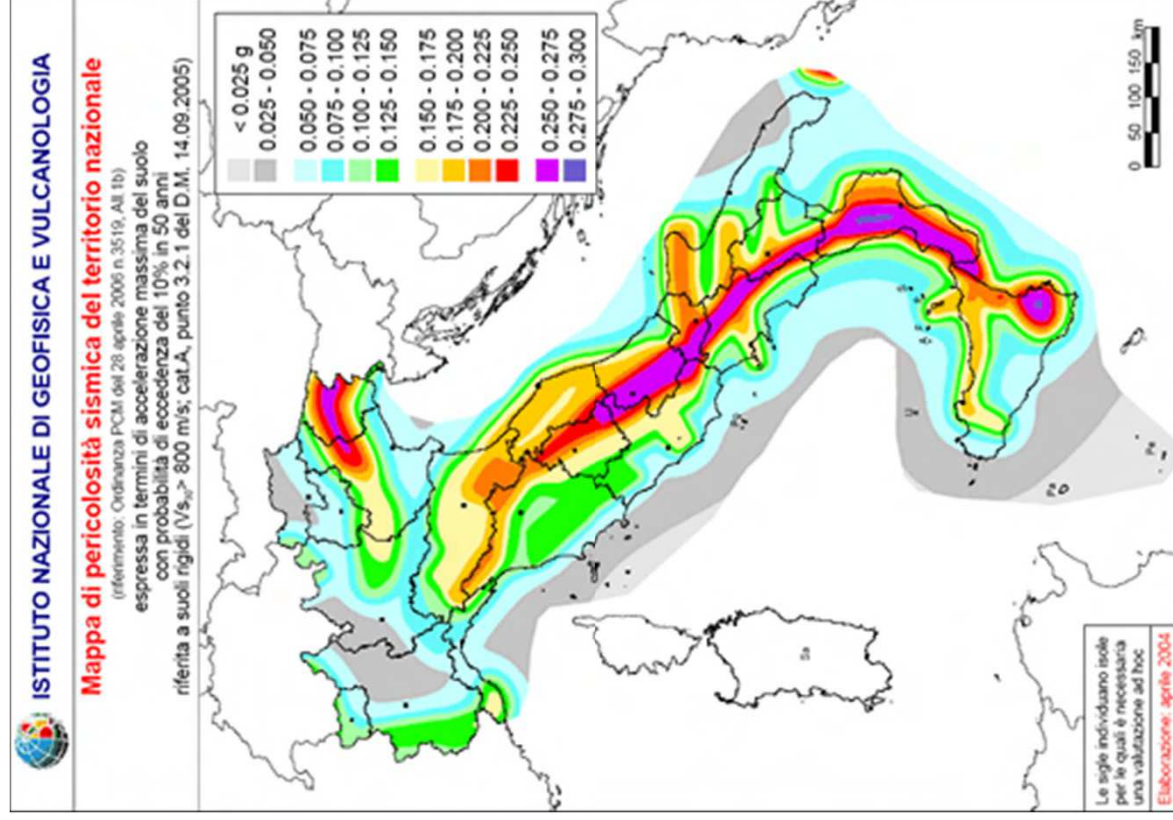 ISTITUTO NAZIONALE DI GEOFISICA E VULCANOLOGIA
Mappa di pericolosità sismica del territorio nazionale
(riferimento: Ordinanza PCM del 28 aprile 2006 n.3519, All.1b)
espressa in termini di accelerazione massima del suolo
con probabilità di eccedenza del 10% in 50 anni
riferita a suoli rigidi (Vs₃₀> 800 m/s; cat.A, punto 3.2.1 del D.M. 14.09.2005)
< 0.025 g
0.025 - 0.050
0.050 - 0.075
0.075 - 0.100
0.100 - 0.125
0.125 - 0.150
0.150 - 0.175
0.175 - 0.200
0.200 - 0.225
0.225 - 0.250
0.250 - 0.275
0.275 - 0.300
Sa
U
Pa
0 50 100 150 km
Le sigle individuano isole
per le quali è necessaria
una valutazione ad hoc
Elaborazione: aprile 2004